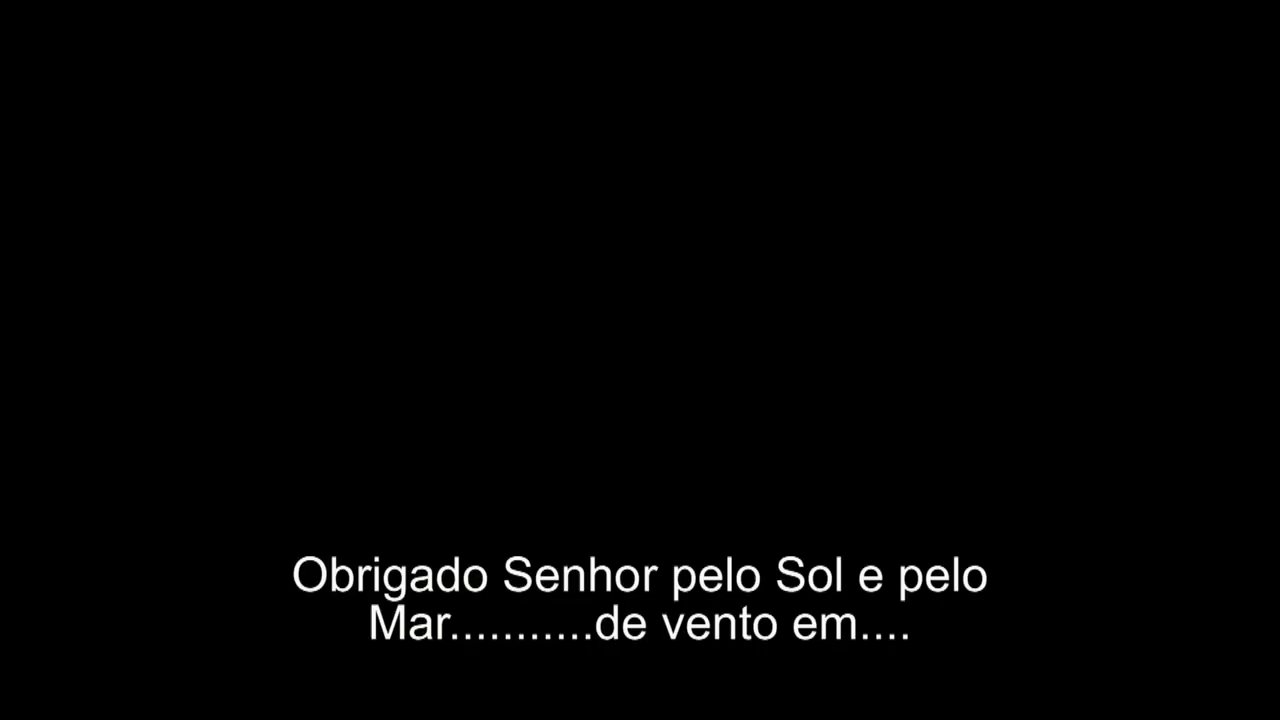 Obrigado Senhor pelo Sol e pelo
Mar...........de vento em....